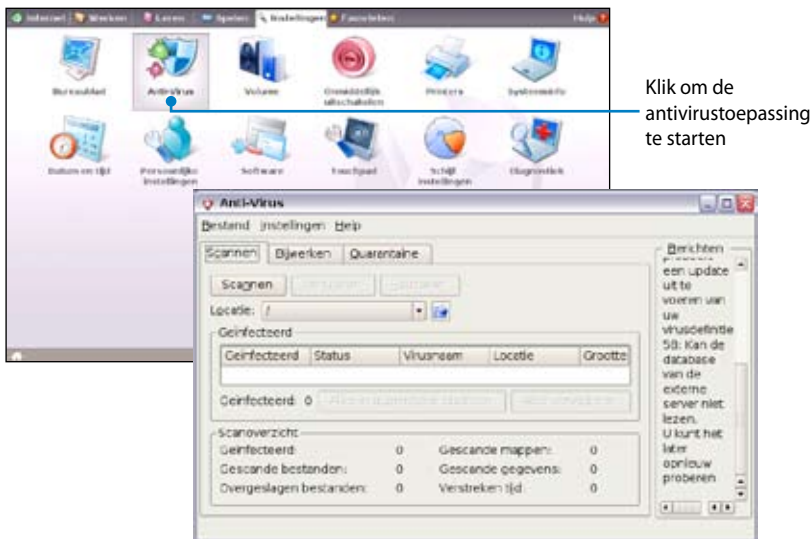 Internet Werken Leren Spelen Instellingen Favorieten Help
Bureaublad Anti-Virus Volume Onmiddellijk uitschakelen Printers Systeeminfo
Datum en tijd Persoonlijke instellingen Software Touchpad Schijf instellingen Diagnostiek
Klik om de
antivirustoepassing
te starten
Anti-Virus
Bestand Instellingen Help
Scannen Bijwerken Quarantaine
Scannen
Locatie: /
Geïnfecteerd
Geïnfecteerd Status Virusnaam Locatie Grootte
Geïnfecteerd: 0
Scanoverzicht
Geïnfecteerd: 0 Gescande mappen: 0
Gescande bestanden: 0 Gescande gegevens: 0
Overgeslagen bestanden: 0 Verstreken tijd: 0
Berichten
een update
uit te
voeren van
uw
virusdefinitie
58: Kan de
database
van de
externe
server niet
lezen.
U kunt het
later
opnieuw
proberen